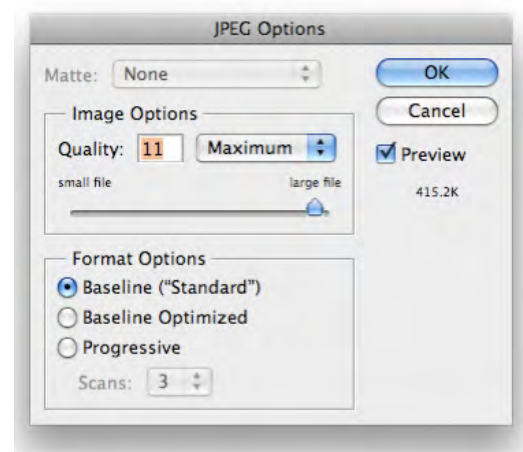 JPEG Options
Matte: None
OK
Image Options
Cancel
Quality: 11 Maximum
Preview
small file large file
415.2K
Format Options
Baseline ("Standard")
Baseline Optimized
Progressive
Scans: 3